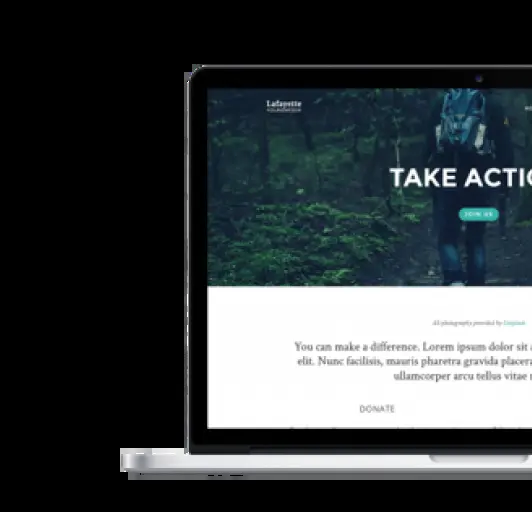 Lafayette
FOUNDATION
TAKE ACTIO
JOIN US
All photography provided by Unsplash
You can make a difference. Lorem ipsum dolor sit a
elit. Nunc facilisis, mauris pharetra gravida placera
ullamcorper arcu tellus vitae
DONATE